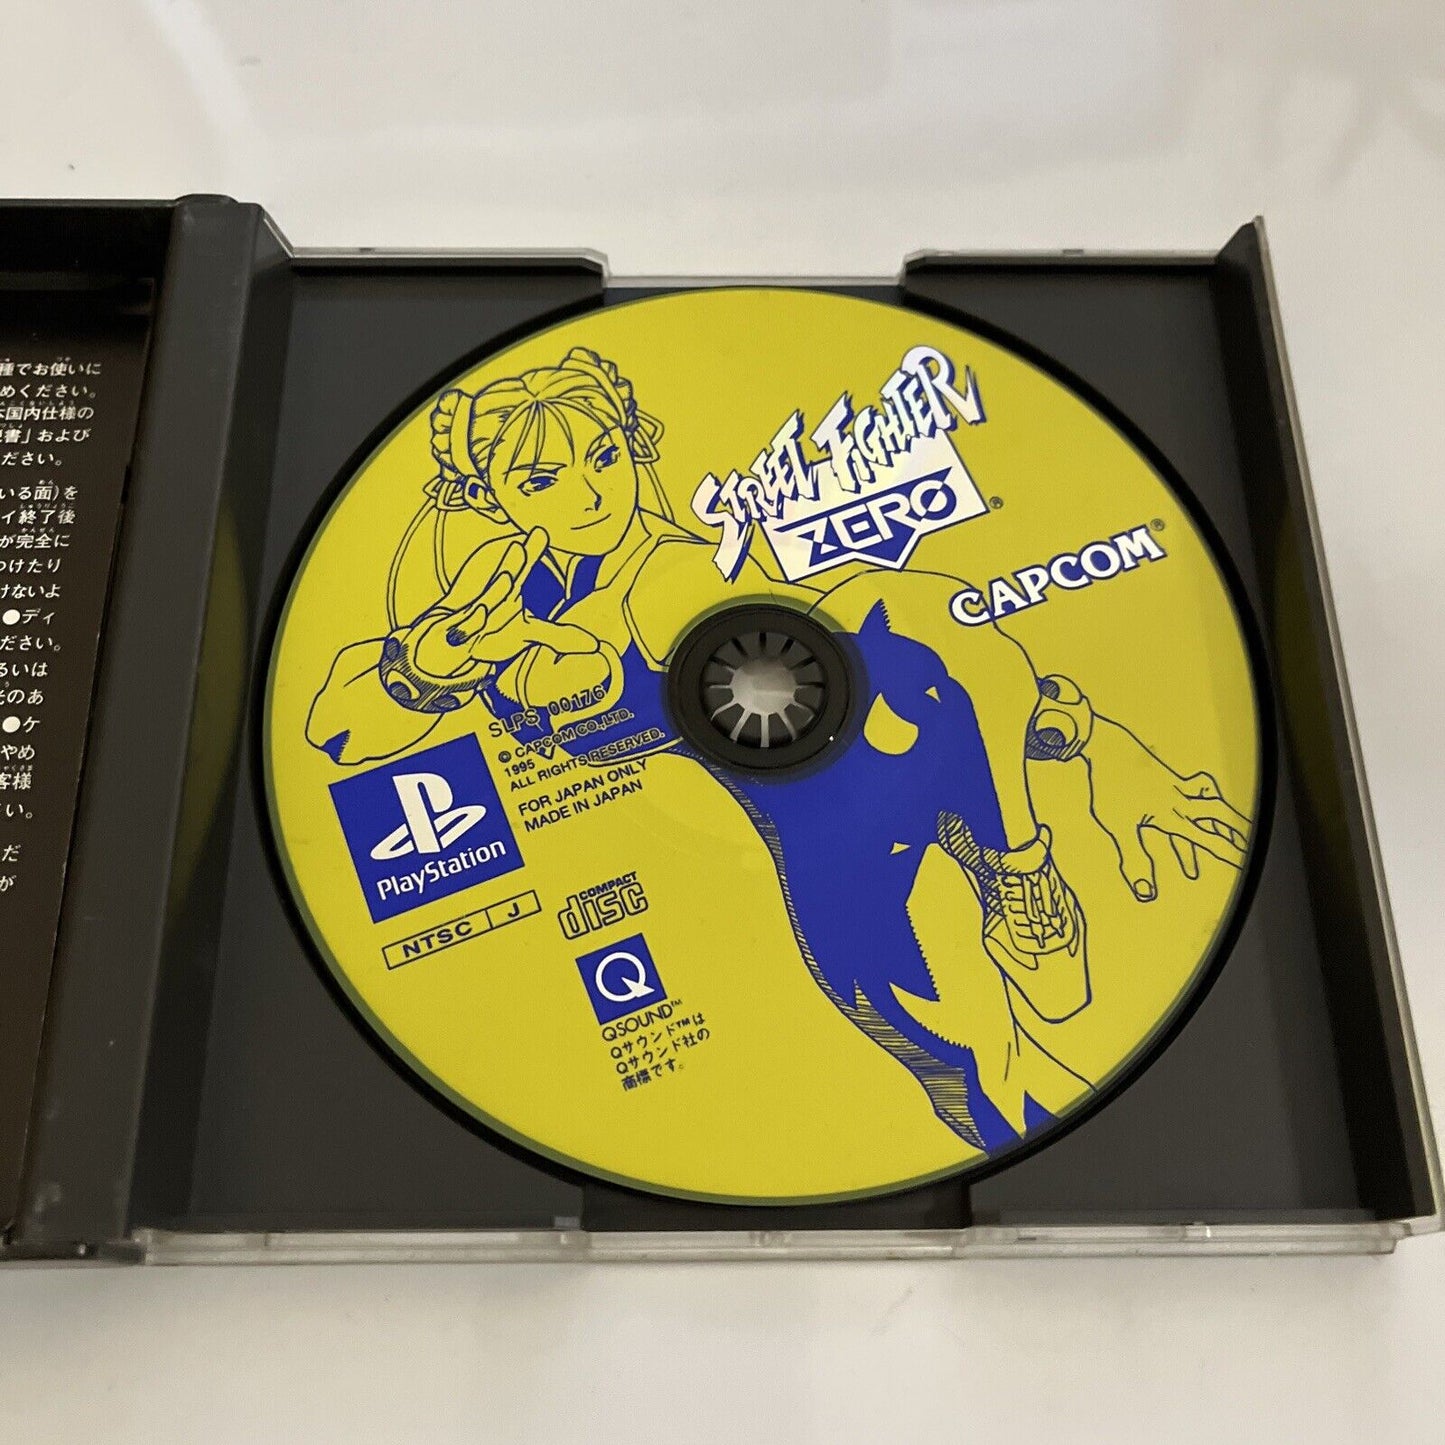 種でお使いに
めください。
本国内仕様の
説書」および
ださい。
いる面)を
イ終了後
が完全に
つけたり
けないよ
●ディ
ださい。
るいは
光のあ
●ケ
やめ
客様
い。
だ
が
STREET FIGHTER
ZERO®
CAPCOM®
SLPS 00176
© CAPCOM CO.,LTD.
1995
ALL RIGHTS RESERVED.
FOR JAPAN ONLY
MADE IN JAPAN
PlayStation
NTSC J
COMPACT
disc
Q
QSOUND™
Qサウンド™は
Qサウンド社の
商標です。